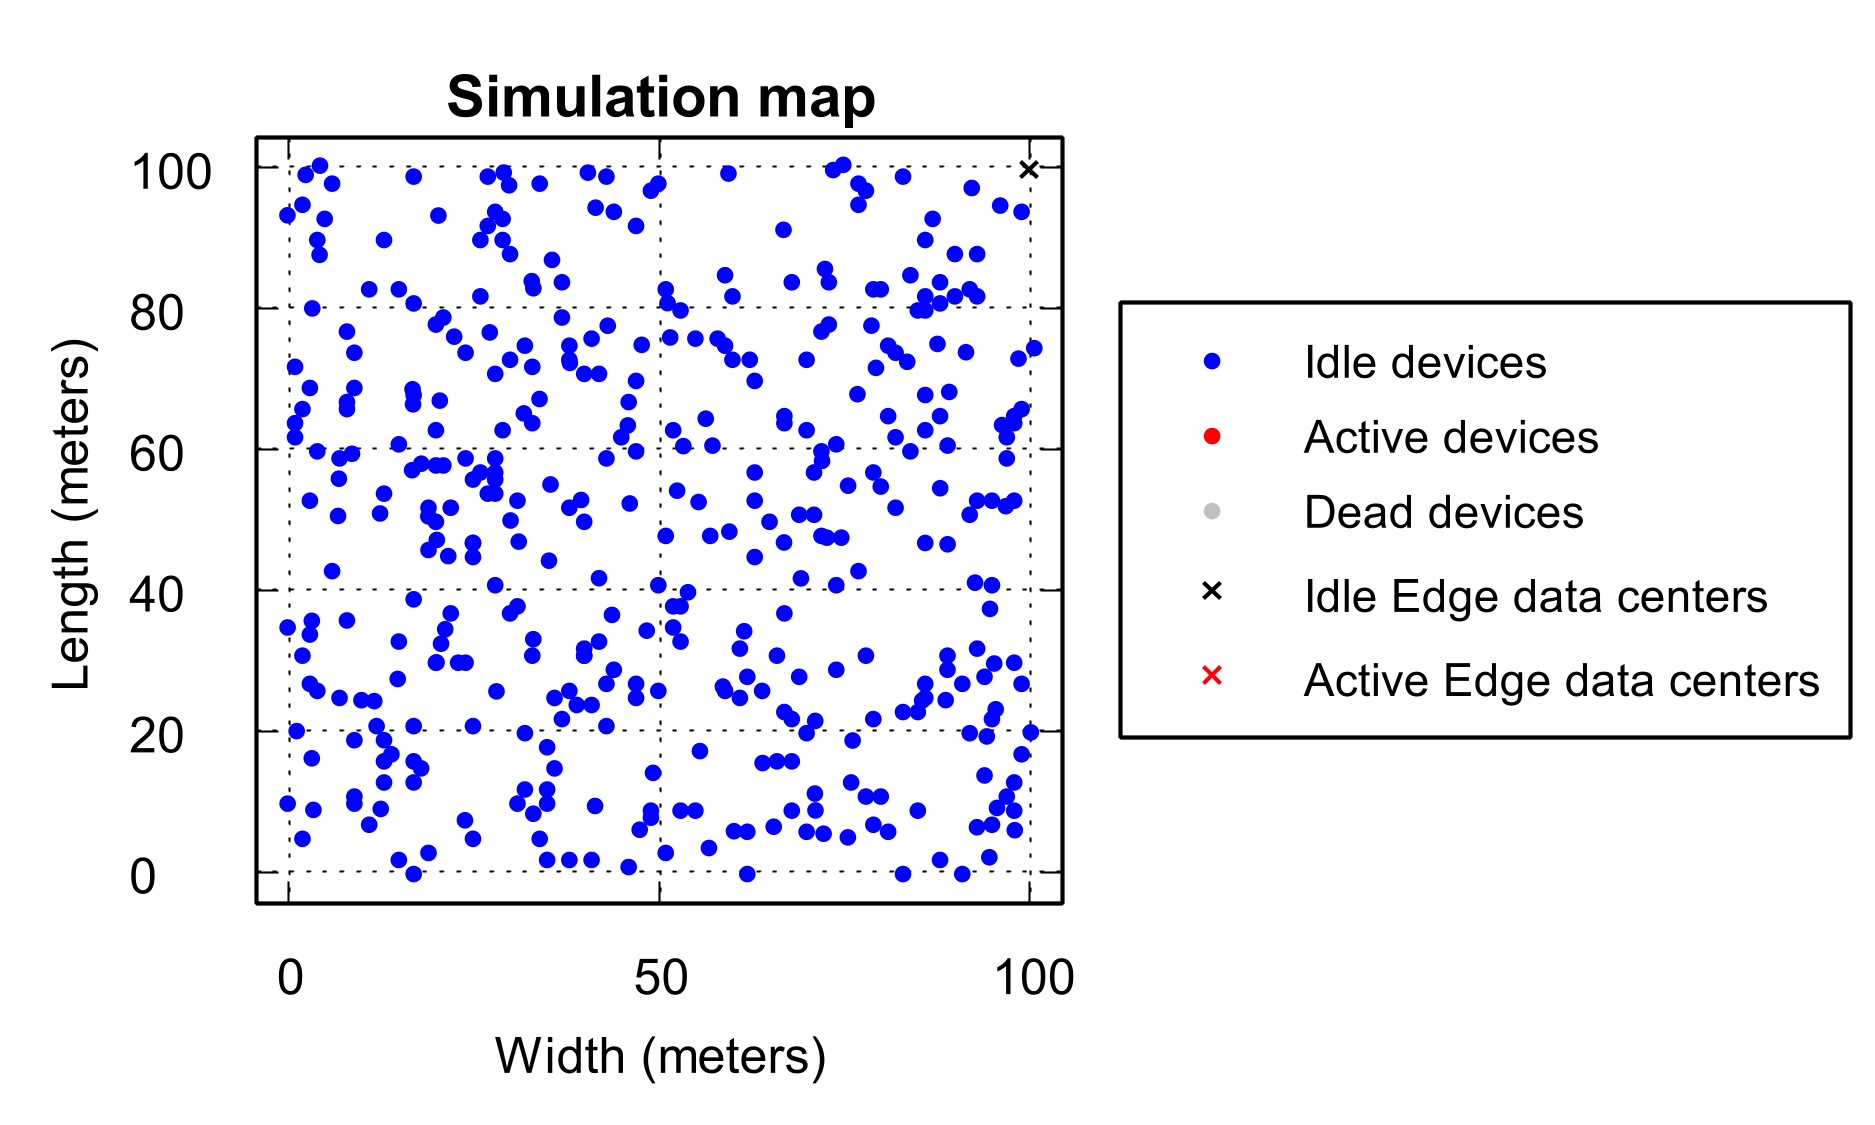 Simulation map
100
80
60
40
20
0
Length (meters)
0 50 100
Width (meters)
Idle devices
Active devices
Dead devices
Idle Edge data centers
Active Edge data centers